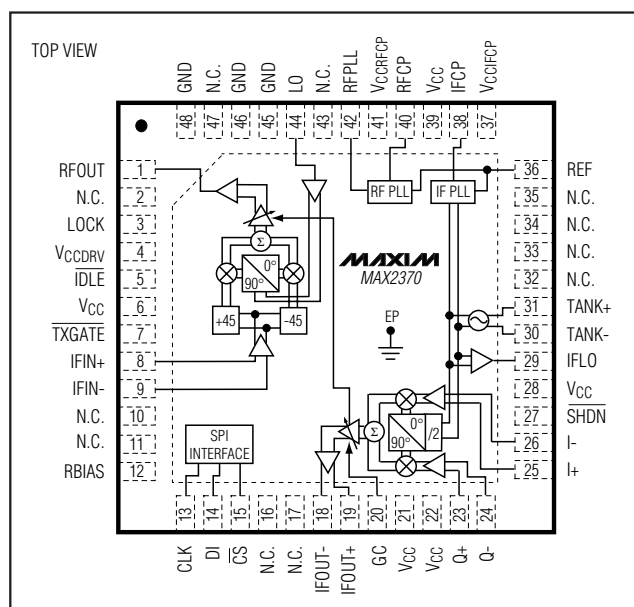 TOP VIEW
GND
N.C.
GND
GND
LO
N.C.
RFPLL
VCCRFCP
RFCP
VCC
IFCP
VCCIFCP
48
47
46
45
44
43
42
41
40
39
38
37
RFOUT 1
N.C. 2
LOCK 3
VCCDRV 4
IDLE 5
VCC 6
TXGATE 7
IFIN+ 8
IFIN- 9
N.C. 10
N.C. 11
RBIAS 12
RF PLL
IF PLL
Σ
0°
90°
+45
-45
MAXIM
MAX2370
EP
Σ
0°
90°
/2
SPI
INTERFACE
36 REF
35 N.C.
34 N.C.
33 N.C.
32 N.C.
31 TANK+
30 TANK-
29 IFLO
28 VCC
27 SHDN
26 I-
25 I+
13
14
15
16
17
18
19
20
21
22
23
24
CLK
DI
CS
N.C.
N.C.
IFOUT-
IFOUT+
GC
VCC
VCC
Q+
Q-